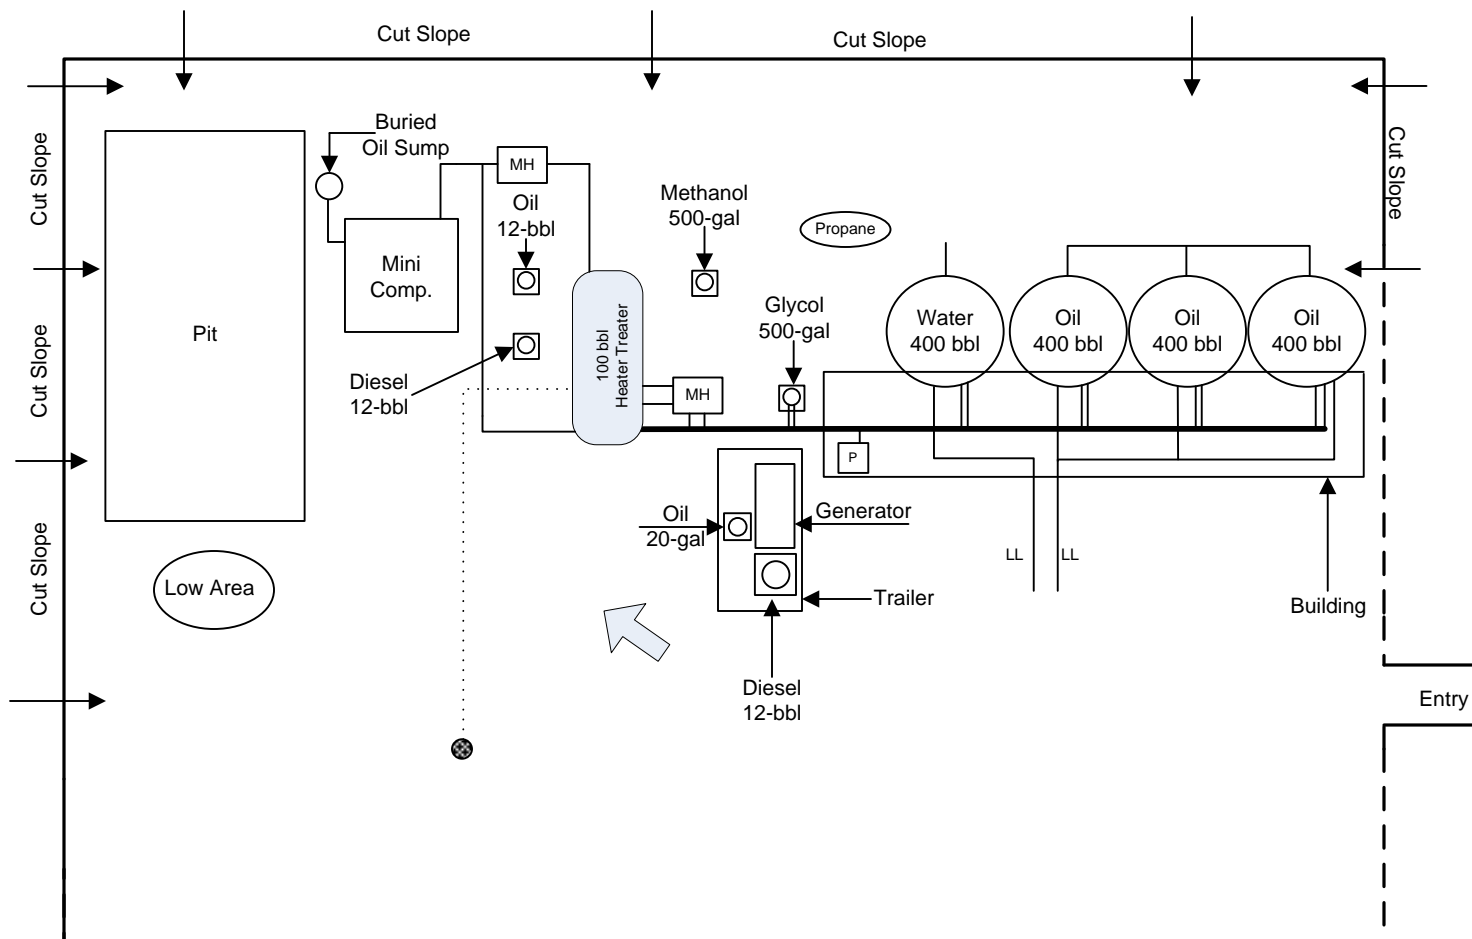 Cut Slope
Cut Slope
Cut Slope
Cut Slope
Cut Slope
Cut Slope
Buried
Oil Sump
MH
Oil
12-bbl
Methanol
500-gal
Propane
Mini
Comp.
Pit
Glycol
500-gal
Water
400 bbl
Oil
400 bbl
Oil
400 bbl
Oil
400 bbl
100 bbl
Heater Treater
Diesel
12-bbl
MH
P
Oil
20-gal
Generator
LL
LL
Low Area
Trailer
Building
Diesel
12-bbl
Entry